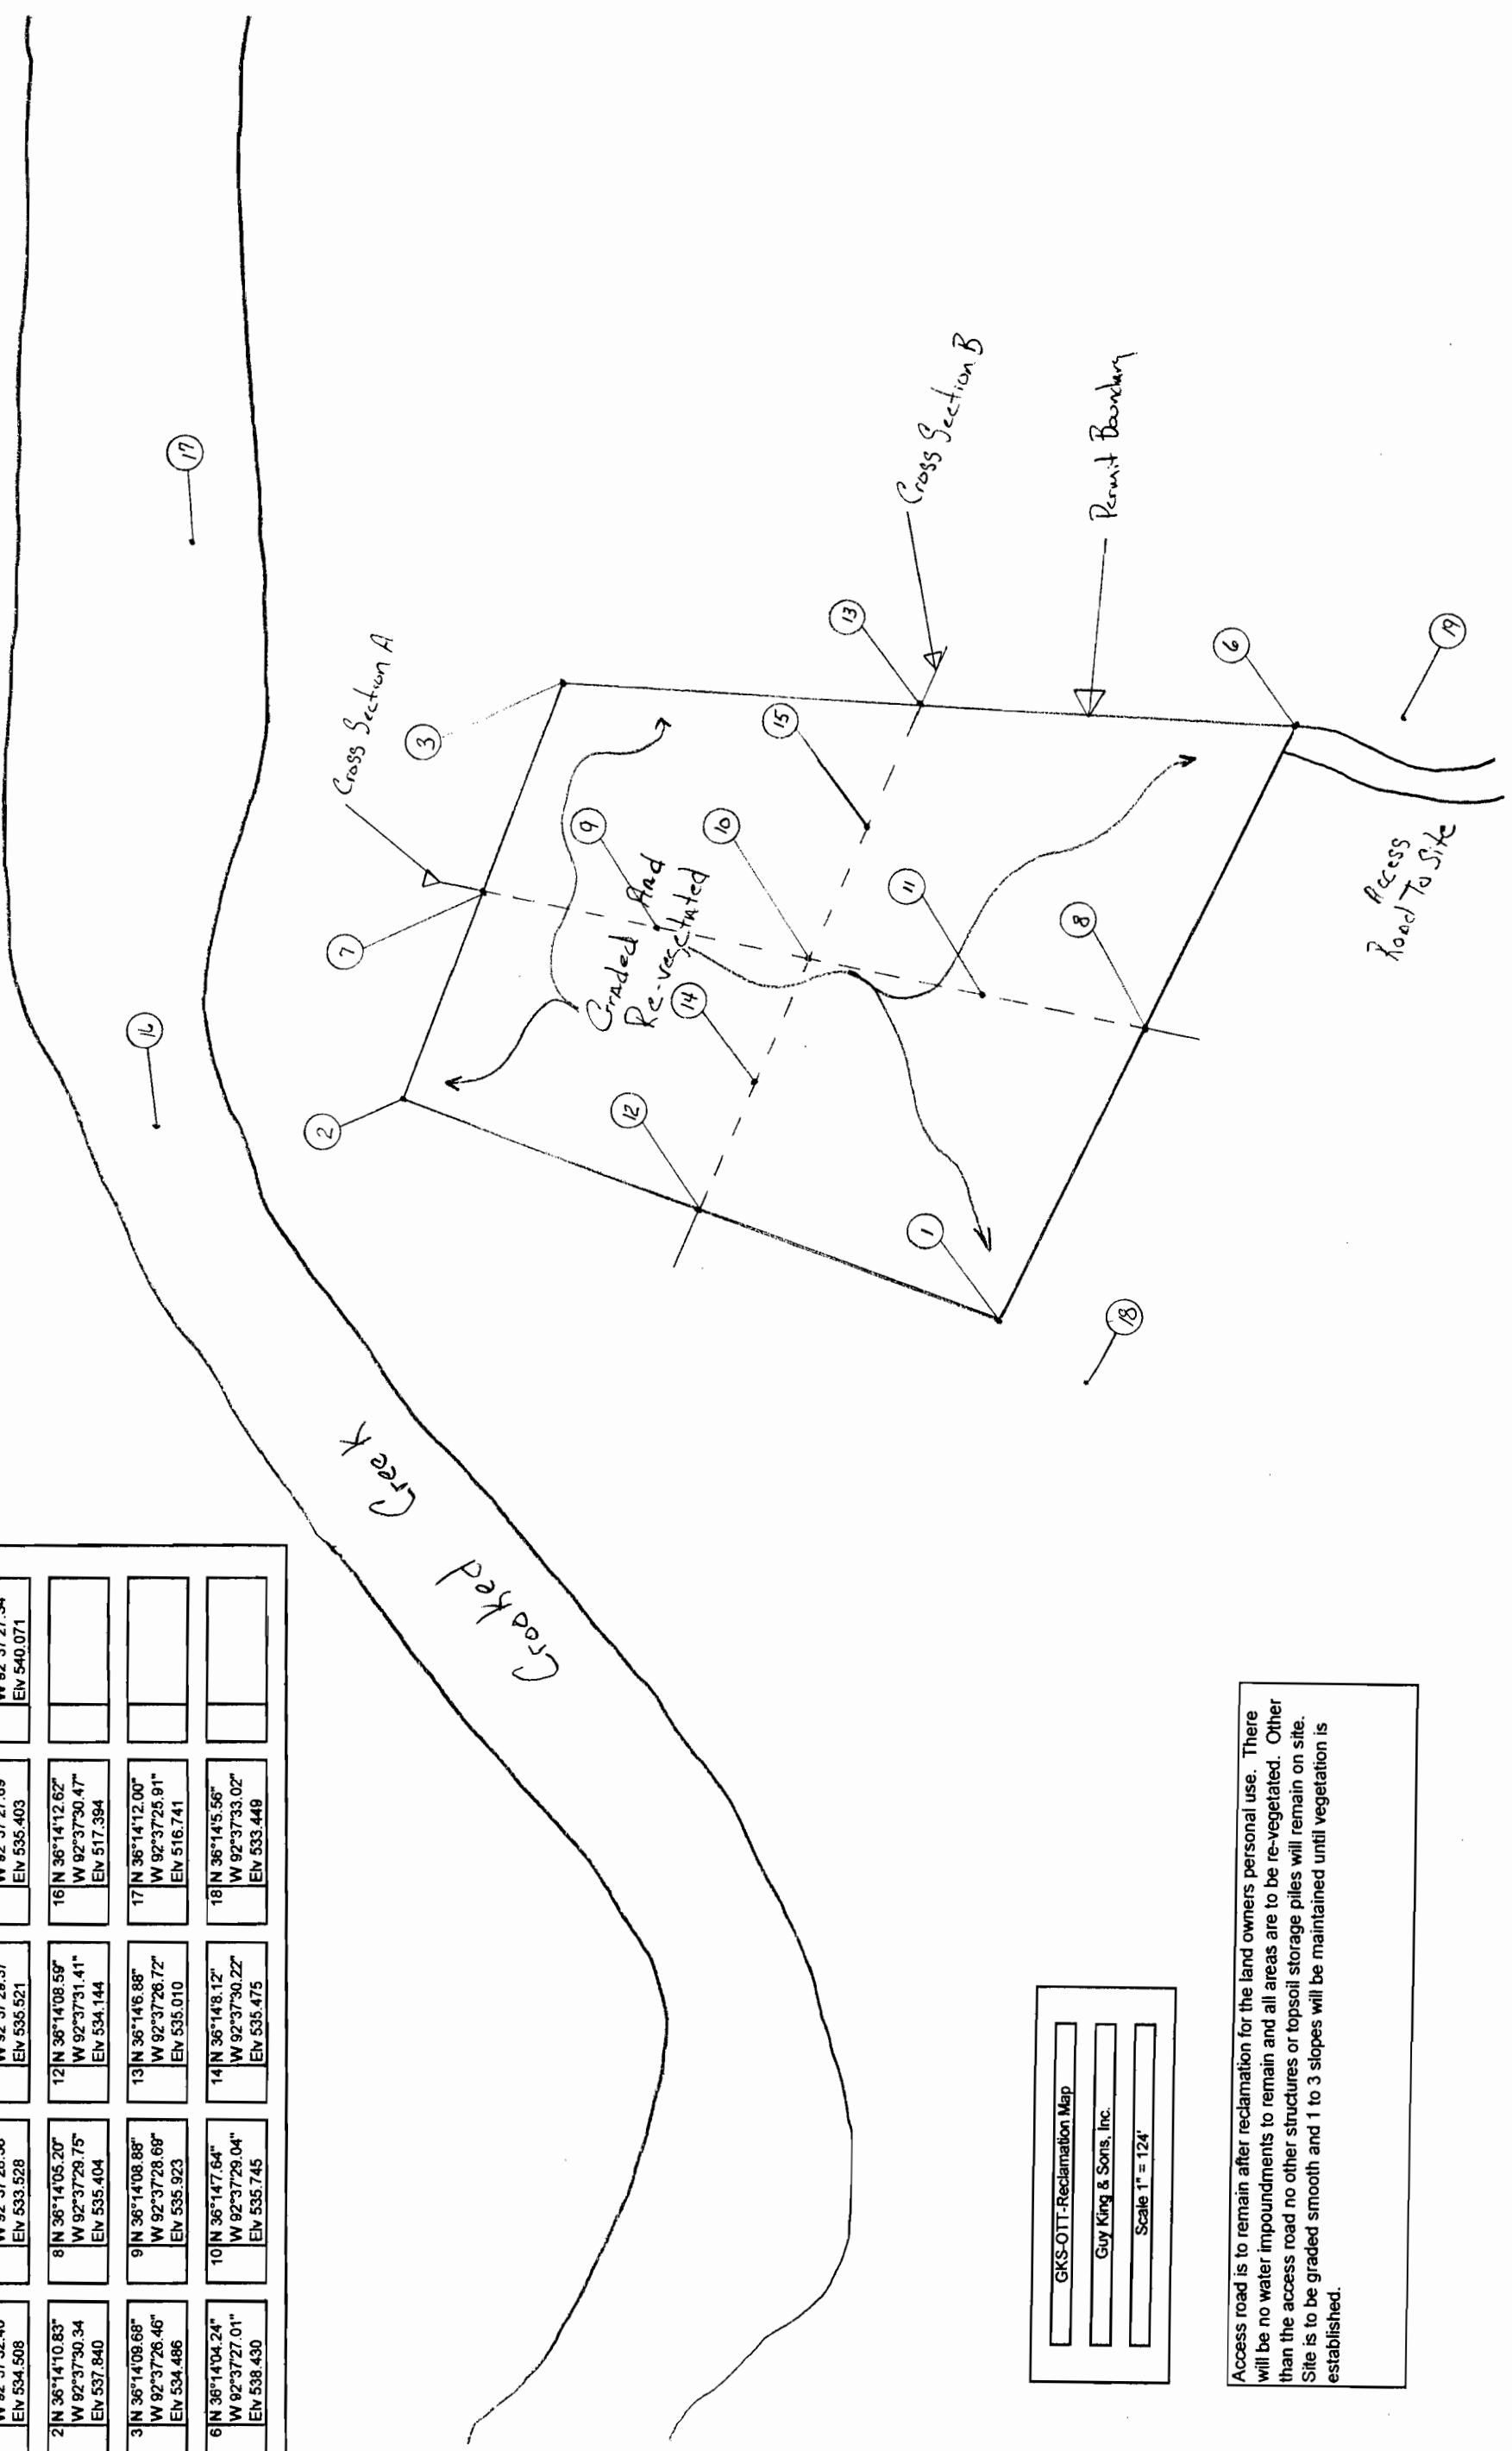 Elv 534.508
Elv 533.528
Elv 535.521
Elv 535.403
Elv 540.071
2 N 36°14'10.83"
W 92°37'30.34
Elv 537.840
8 N 36°14'05.20"
W 92°37'29.75"
Elv 535.404
12 N 36°14'08.59"
W 92°37'31.41"
Elv 534.144
16 N 36°14'12.62"
W 92°37'30.47"
Elv 517.394
3 N 36°14'09.68"
W 92°37'26.46"
Elv 534.486
9 N 36°14'08.88"
W 92°37'28.69"
Elv 535.923
13 N 36°14'6.88"
W 92°37'26.72"
Elv 535.010
17 N 36°14'12.00"
W 92°37'25.91"
Elv 516.741
6 N 36°14'04.24"
W 92°37'27.01"
Elv 538.430
10 N 36°14'7.64"
W 92°37'29.04"
Elv 535.745
14 N 36°14'8.12"
W 92°37'30.22"
Elv 535.475
18 N 36°14'5.56"
W 92°37'33.02"
Elv 533.449
Crooked Creek
16
17
2
7
Cross Section A
3
12
14
Graded And
Re-vegetated
9
10
15
13
Cross Section B
1
11
8
Permit Boundary
18
6
19
Access
Road To Site
GKS-OTT-Reclamation Map
Guy King & Sons, Inc.
Scale 1" = 124'
Access road is to remain after reclamation for the land owners personal use. There
will be no water impoundments to remain and all areas are to be re-vegetated. Other
than the access road no other structures or topsoil storage piles will remain on site.
Site is to be graded smooth and 1 to 3 slopes will be maintained until vegetation is
established.